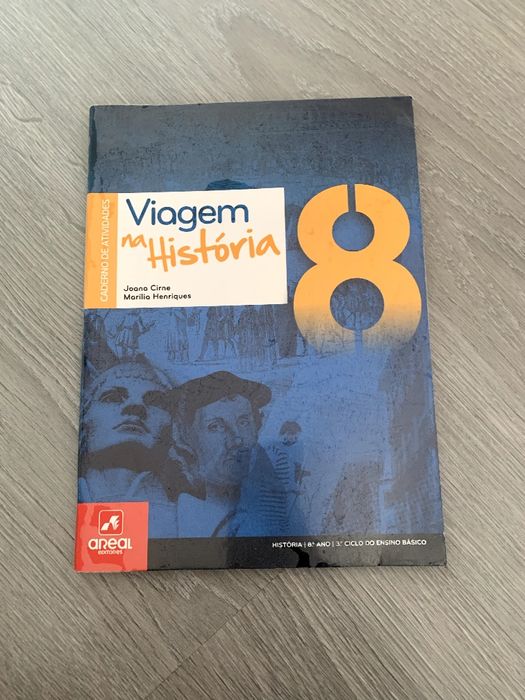 CADERNO DE ATIVIDADES
Viagem
na História
Joana Cirne
Marília Henriques
8
AREAL
EDITORES
HISTÓRIA | 8.º ANO | 3.º CICLO DO ENSINO BÁSICO